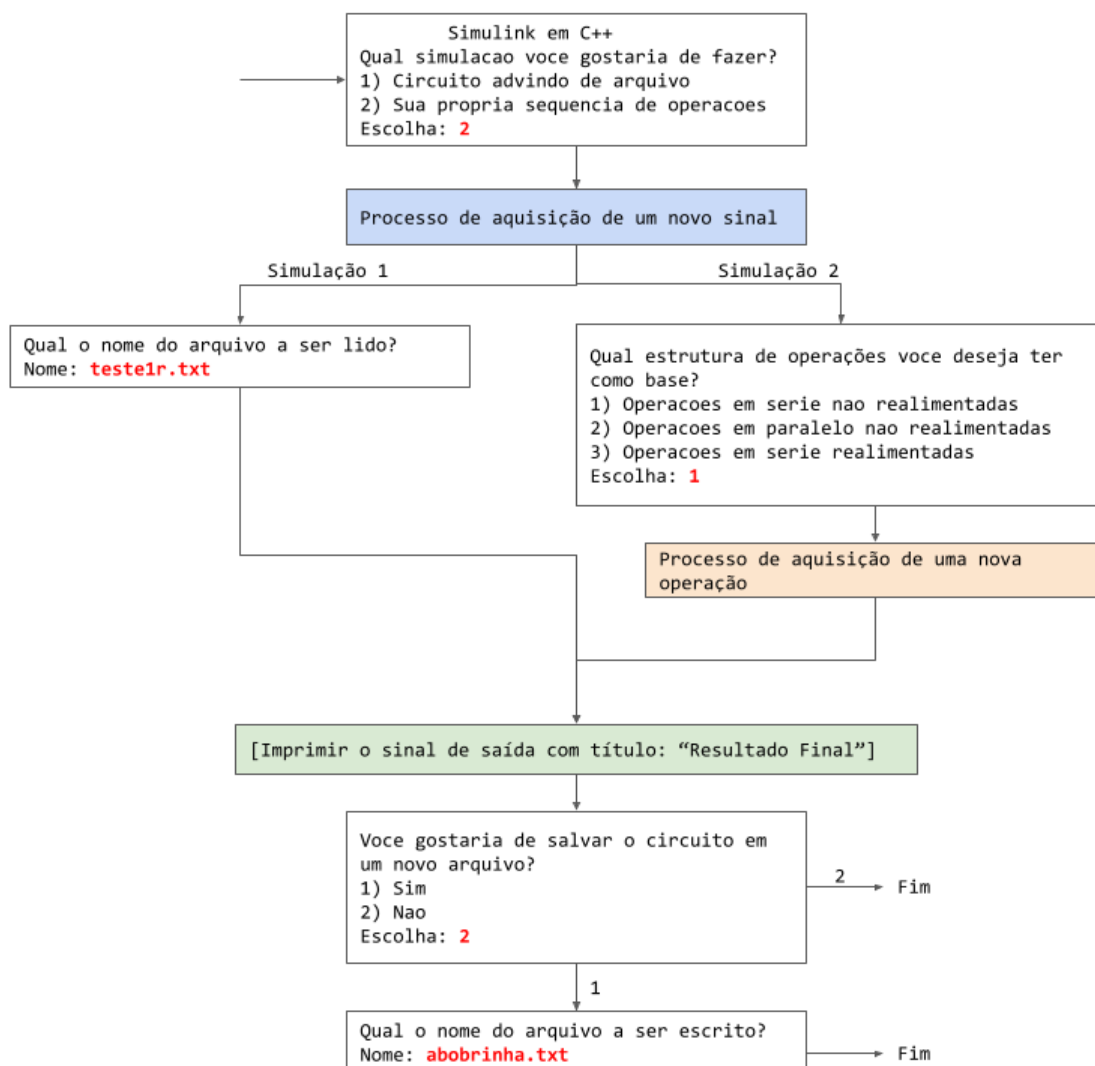 Simulink em C++
Qual simulacao voce gostaria de fazer?
1) Circuito advindo de arquivo
2) Sua propria sequencia de operacoes
Escolha: 2
Processo de aquisição de um novo sinal
Simulação 1
Simulação 2
Qual o nome do arquivo a ser lido?
Nome: teste1r.txt
Qual estrutura de operações voce deseja ter
como base?
1) Operacoes em serie nao realimentadas
2) Operacoes em paralelo nao realimentadas
3) Operacoes em serie realimentadas
Escolha: 1
Processo de aquisição de uma nova
operação
[Imprimir o sinal de saída com título: “Resultado Final”]
Voce gostaria de salvar o circuito em
um novo arquivo?
1) Sim
2) Nao
Escolha: 2
2
Fim
1
Qual o nome do arquivo a ser escrito?
Nome: abobrinha.txt
Fim